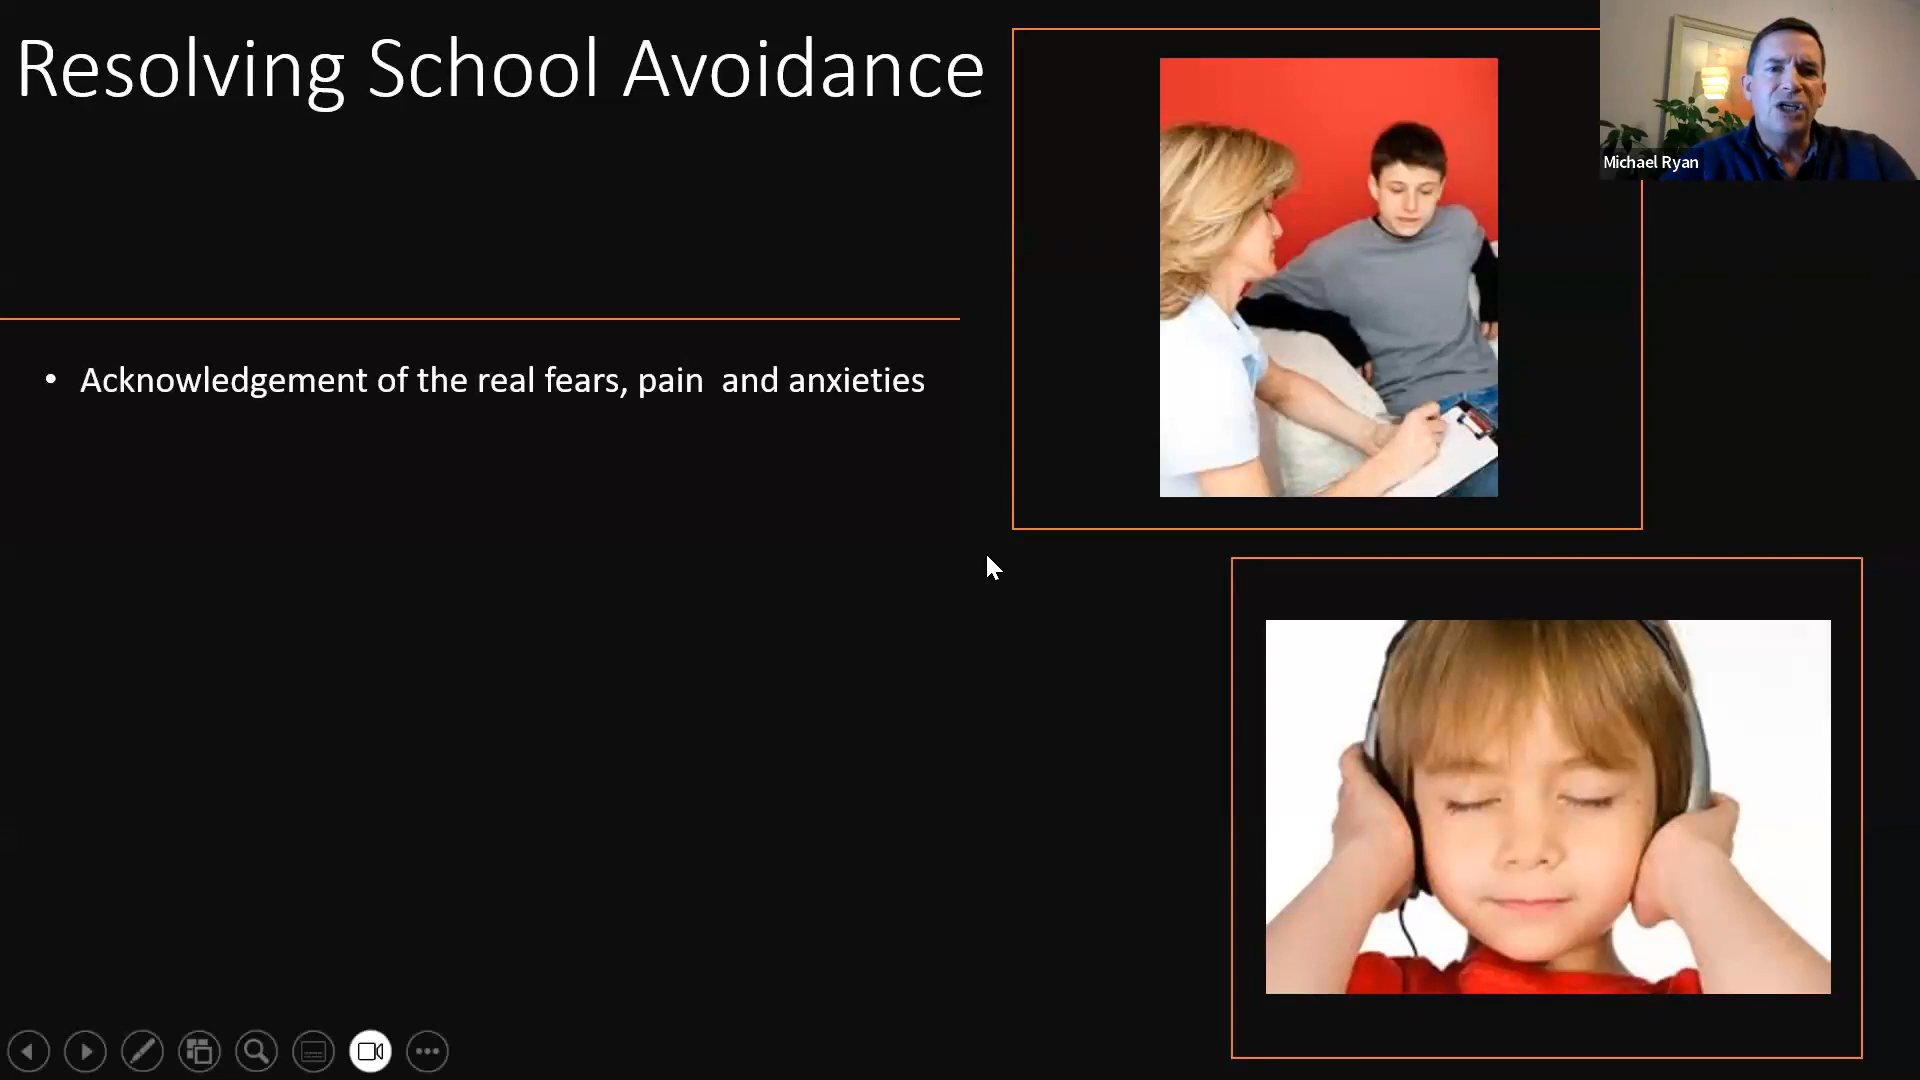 Resolving School Avoidance
Michael Ryan
• Acknowledgement of the real fears, pain  and anxieties